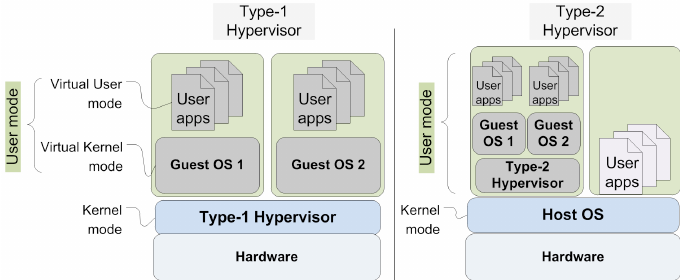 Type-1
Hypervisor
User mode
Virtual User
mode
Virtual Kernel
mode
Kernel
mode
User
apps
User
apps
Guest OS 1
Guest OS 2
Type-1 Hypervisor
Hardware
Type-2
Hypervisor
User mode
Kernel
mode
User
apps
User
apps
Guest
OS 1
Guest
OS 2
Type-2
Hypervisor
User
apps
Host OS
Hardware